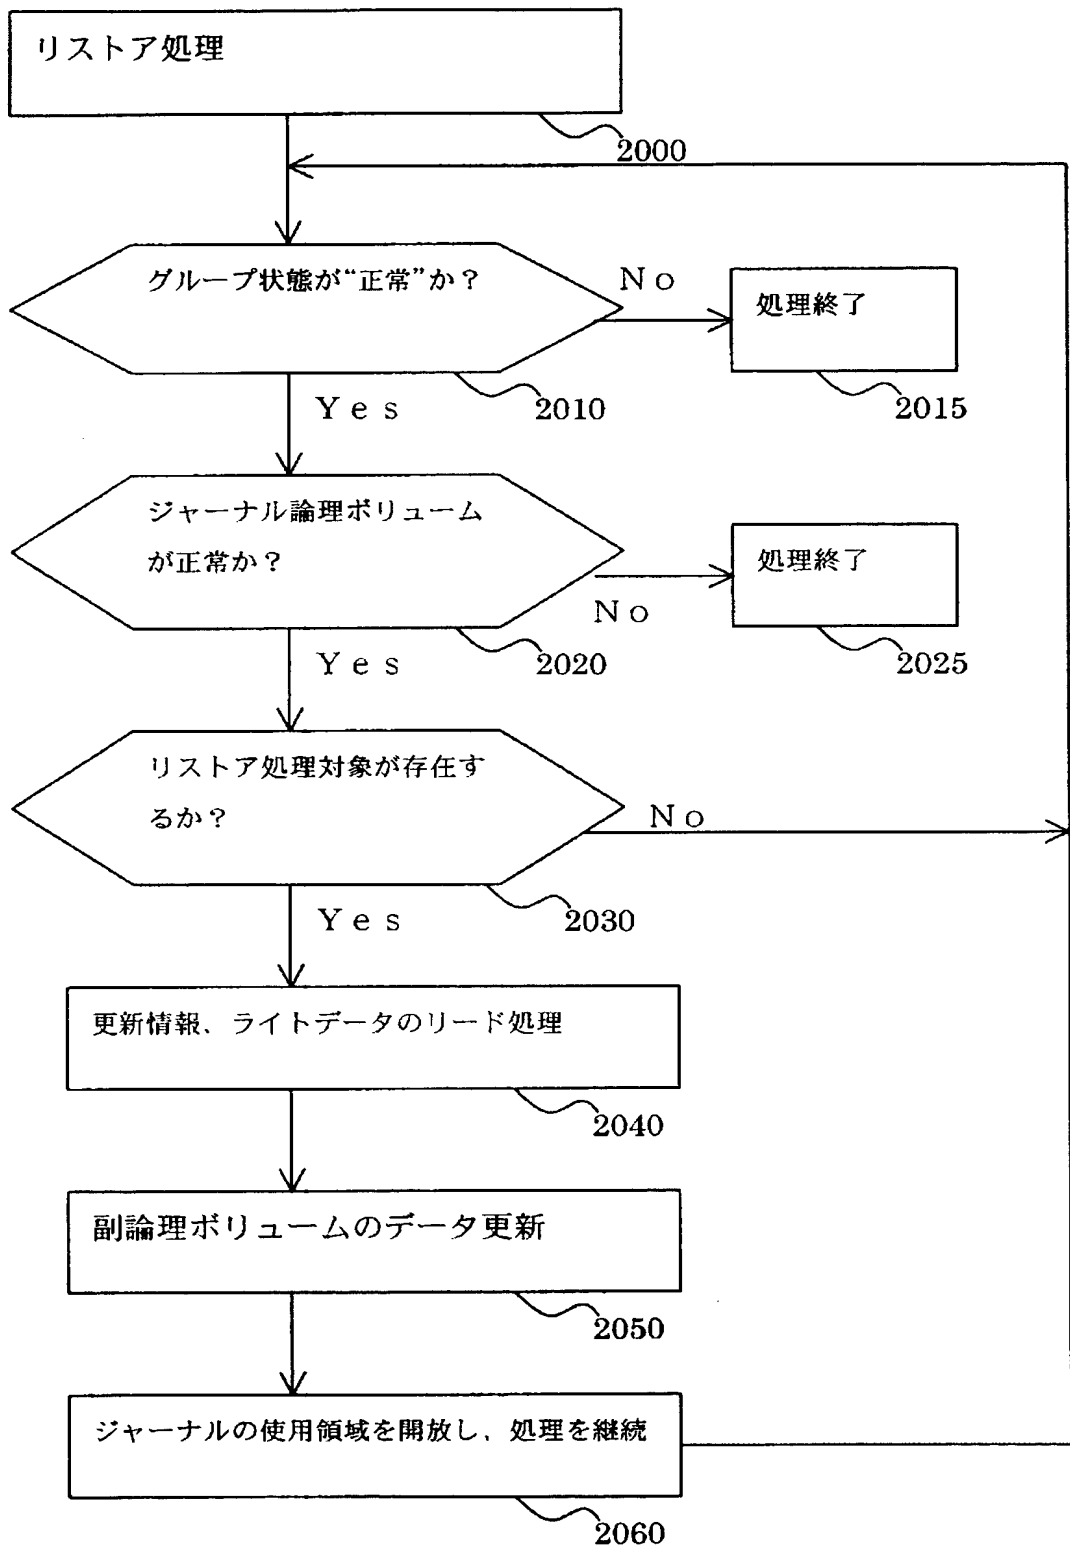 リストア処理
2000
グループ状態が“正常”か？
Ｎｏ
処理終了
2010
2015
Ｙｅｓ
ジャーナル論理ボリューム
が正常か？
処理終了
Ｎｏ
2020
2025
Ｙｅｓ
リストア処理対象が存在す
るか？
Ｎｏ
2030
Ｙｅｓ
更新情報、ライトデータのリード処理
2040
副論理ボリュームのデータ更新
2050
ジャーナルの使用領域を開放し、処理を継続
2060